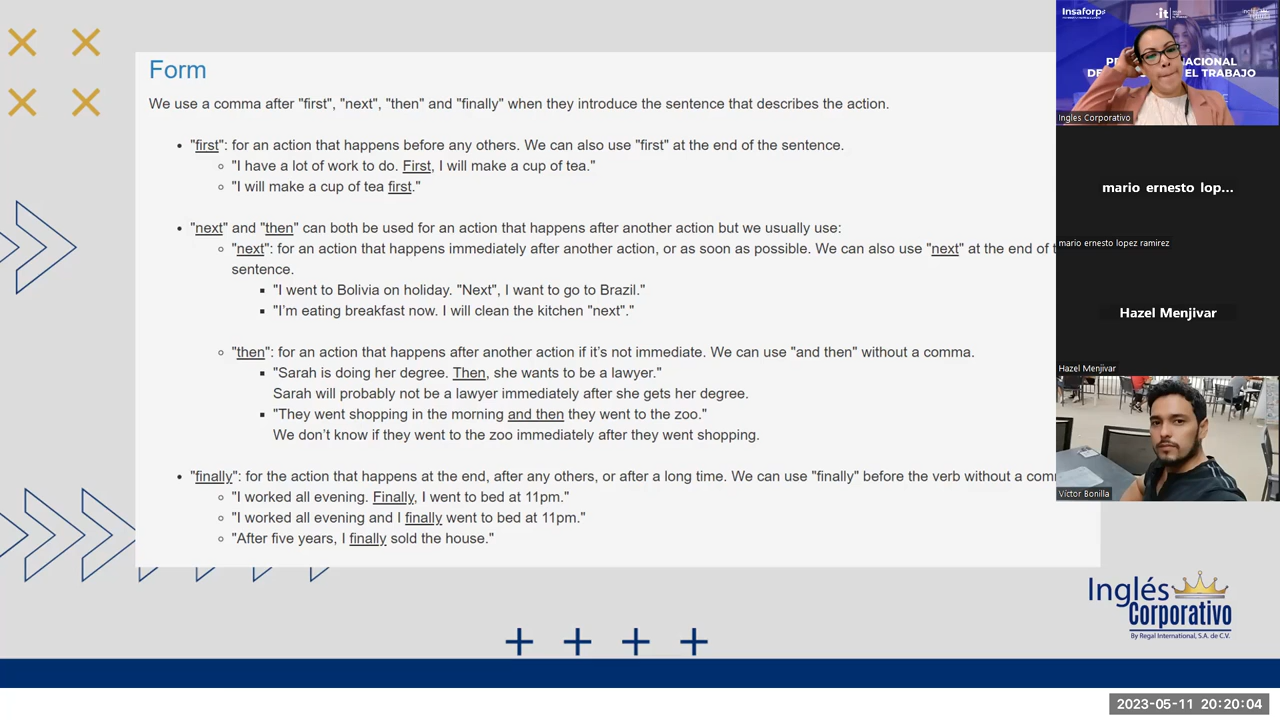 Form
We use a comma after "first", "next", "then" and "finally" when they introduce the sentence that describes the action.
• "first": for an action that happens before any others. We can also use "first" at the end of the sentence.
○ "I have a lot of work to do. First, I will make a cup of tea."
○ "I will make a cup of tea first."
• "next" and "then" can both be used for an action that happens after another action but we usually use:
○ "next": for an action that happens immediately after another action, or as soon as possible. We can also use "next" at the end of t
sentence.
▪ "I went to Bolivia on holiday. "Next", I want to go to Brazil."
▪ "I'm eating breakfast now. I will clean the kitchen "next"."
○ "then": for an action that happens after another action if it's not immediate. We can use "and then" without a comma.
▪ "Sarah is doing her degree. Then, she wants to be a lawyer."
Sarah will probably not be a lawyer immediately after she gets her degree.
▪ "They went shopping in the morning and then they went to the zoo."
We don't know if they went to the zoo immediately after they went shopping.
• "finally": for the action that happens at the end, after any others, or after a long time. We can use "finally" before the verb without a com
○ "I worked all evening. Finally, I went to bed at 11pm."
○ "I worked all evening and I finally went to bed at 11pm."
○ "After five years, I finally sold the house."
Insaforp
NACIONAL
EL TRABAJO
Ingles Corporativo
mario ernesto lop...
mario ernesto lopez ramirez
Hazel Menjivar
Hazel Menjivar
Víctor Bonilla
Inglés
Corporativo
By Regal International, S.A. de C.V.
2023-05-11 20:20:04